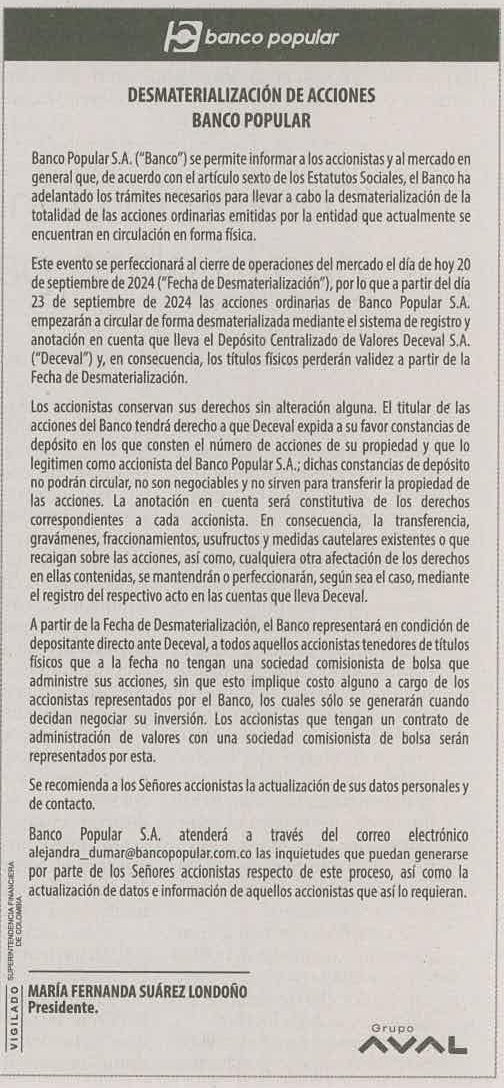 banco popular
DESMATERIALIZACIÓN DE ACCIONES
BANCO POPULAR
Banco Popular S.A. ("Banco") se permite informar a los accionistas y al mercado en
general que, de acuerdo con el artículo sexto de los Estatutos Sociales, el Banco ha
adelantado los trámites necesarios para llevar a cabo la desmaterialización de la
totalidad de las acciones ordinarias emitidas por la entidad que actualmente se
encuentran en circulación en forma física.
Este evento se perfeccionará al cierre de operaciones del mercado el día de hoy 20
de septiembre de 2024 ("Fecha de Desmaterialización"), por lo que a partir del día
23 de septiembre de 2024 las acciones ordinarias de Banco Popular S.A.
empezarán a circular de forma desmaterializada mediante el sistema de registro y
anotación en cuenta que lleva el Depósito Centralizado de Valores Deceval S.A.
("Deceval") y, en consecuencia, los títulos físicos perderán validez a partir de la
Fecha de Desmaterialización.
Los accionistas conservan sus derechos sin alteración alguna. El titular de las
acciones del Banco tendrá derecho a que Deceval expida a su favor constancias de
depósito en los que consten el número de acciones de su propiedad y que lo
legitimen como accionista del Banco Popular S.A.; dichas constancias de depósito
no podrán circular, no son negociables y no sirven para transferir la propiedad de
las acciones. La anotación en cuenta será constitutiva de los derechos
correspondientes a cada accionista. En consecuencia, la transferencia,
gravámenes, fraccionamientos, usufructos y medidas cautelares existentes o que
recaigan sobre las acciones, así como, cualquiera otra afectación de los derechos
en ellas contenidas, se mantendrán o perfeccionarán, según sea el caso, mediante
el registro del respectivo acto en las cuentas que lleva Deceval.
A partir de la Fecha de Desmaterialización, el Banco representará en condición de
depositante directo ante Deceval, a todos aquellos accionistas tenedores de títulos
físicos que a la fecha no tengan una sociedad comisionista de bolsa que
administre sus acciones, sin que esto implique costo alguno a cargo de los
accionistas representados por el Banco, los cuales sólo se generarán cuando
decidan negociar su inversión. Los accionistas que tengan un contrato de
administración de valores con una sociedad comisionista de bolsa serán
representados por esta.
Se recomienda a los Señores accionistas la actualización de sus datos personales y
de contacto.
Banco Popular S.A. atenderá a través del correo electrónico
alejandra_dumar@bancopopular.com.co las inquietudes que puedan generarse
por parte de los Señores accionistas respecto de este proceso, así como la
actualización de datos e información de aquellos accionistas que así lo requieran.
MARÍA FERNANDA SUÁREZ LONDOÑO
Presidente.
VIGILADO
SUPERINTENDENCIA FINANCIERA
DE COLOMBIA
Grupo
AVAL